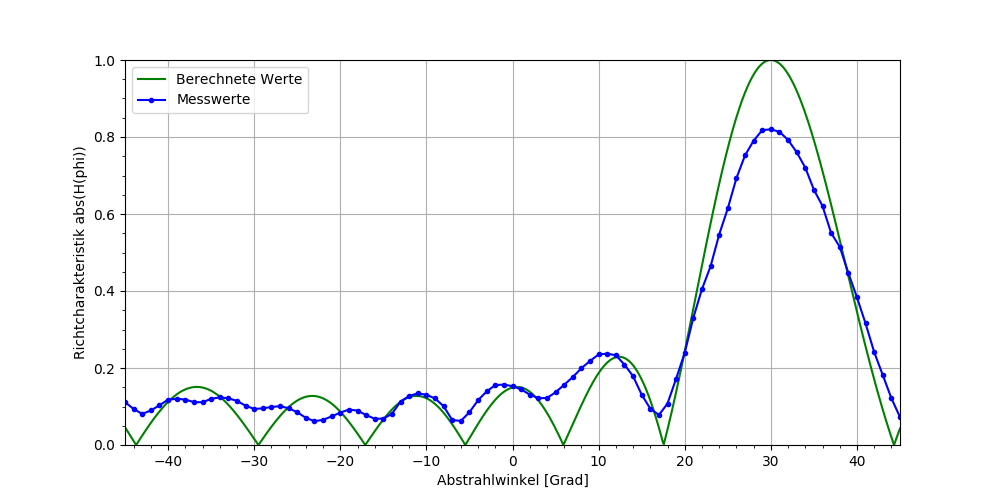 Berechnete Werte
Messwerte
Richtcharakteristik abs(H(phi))
1.0
0.8
0.6
0.4
0.2
0.0
−40 −30 −20 −10 0 10 20 30 40
Abstrahlwinkel [Grad]